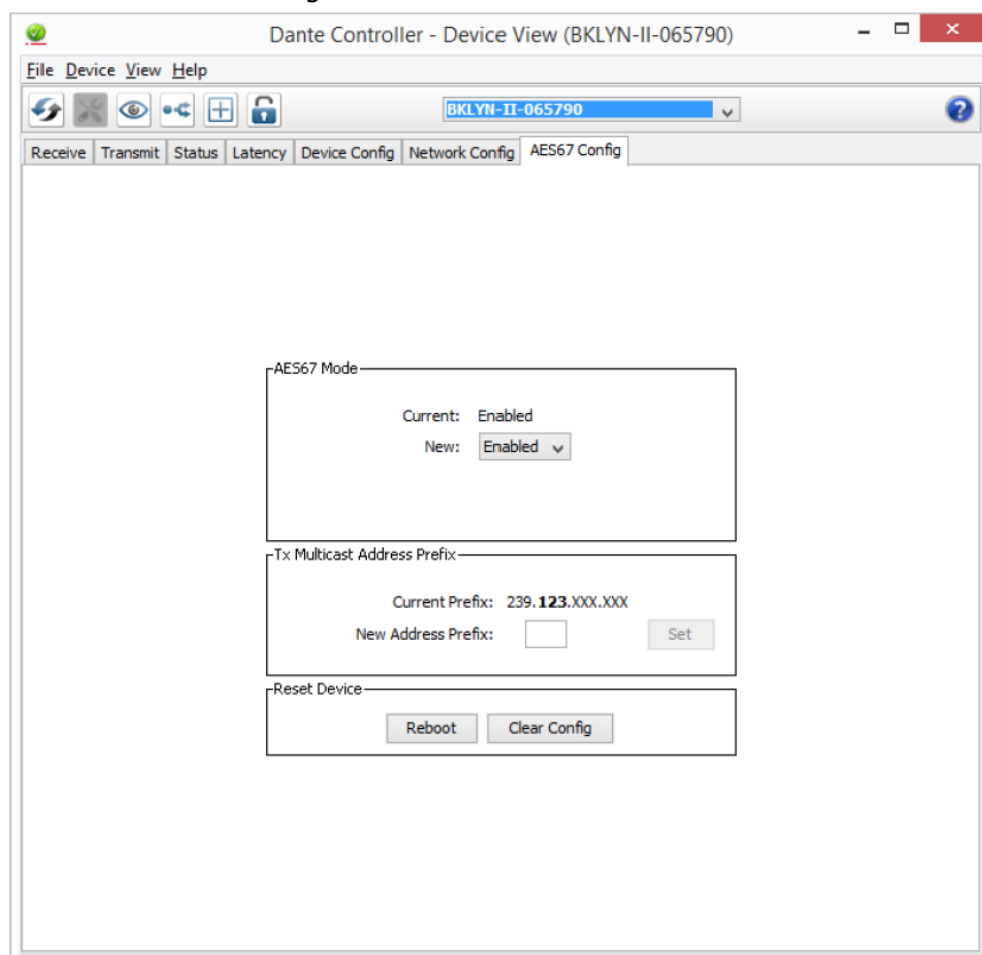 Dante Controller - Device View (BKLYN-II-065790)
File Device View Help
BKLYN-II-065790
Receive Transmit Status Latency Device Config Network Config AES67 Config
AES67 Mode
Current: Enabled
New: Enabled
Tx Multicast Address Prefix
Current Prefix: 239.123.XXX.XXX
New Address Prefix: Set
Reset Device
Reboot Clear Config